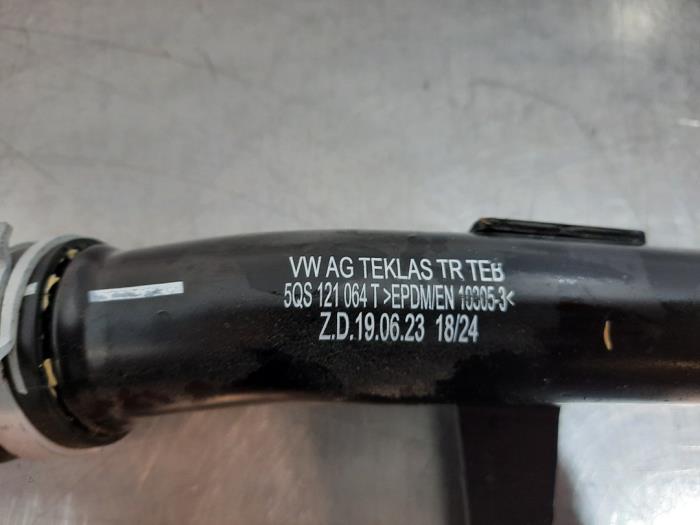 VW AG TEKLAS TR TEB
5QS 121 064 T >EPDM/EN 10305-3<
Z.D.19.06.23 18/24